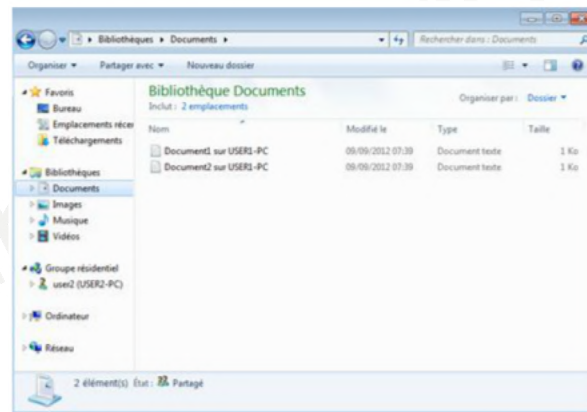 Bibliothèques ▸ Documents ▸
Rechercher dans : Documents
Organiser Partager avec Nouveau dossier
Favoris
Bureau
Emplacements récen
Téléchargements
Bibliothèques
Documents
Images
Musique
Vidéos
Groupe résidentiel
user2 (USER2-PC)
Ordinateur
Réseau
Bibliothèque Documents
Inclut : 2 emplacements
Organiser par : Dossier
Nom Modifié le Type Taille
Document1 sur USER1-PC 09/09/2012 07:39 Document texte 1 Ko
Document2 sur USER1-PC 09/09/2012 07:39 Document texte 1 Ko
2 élément(s) État : Partagé